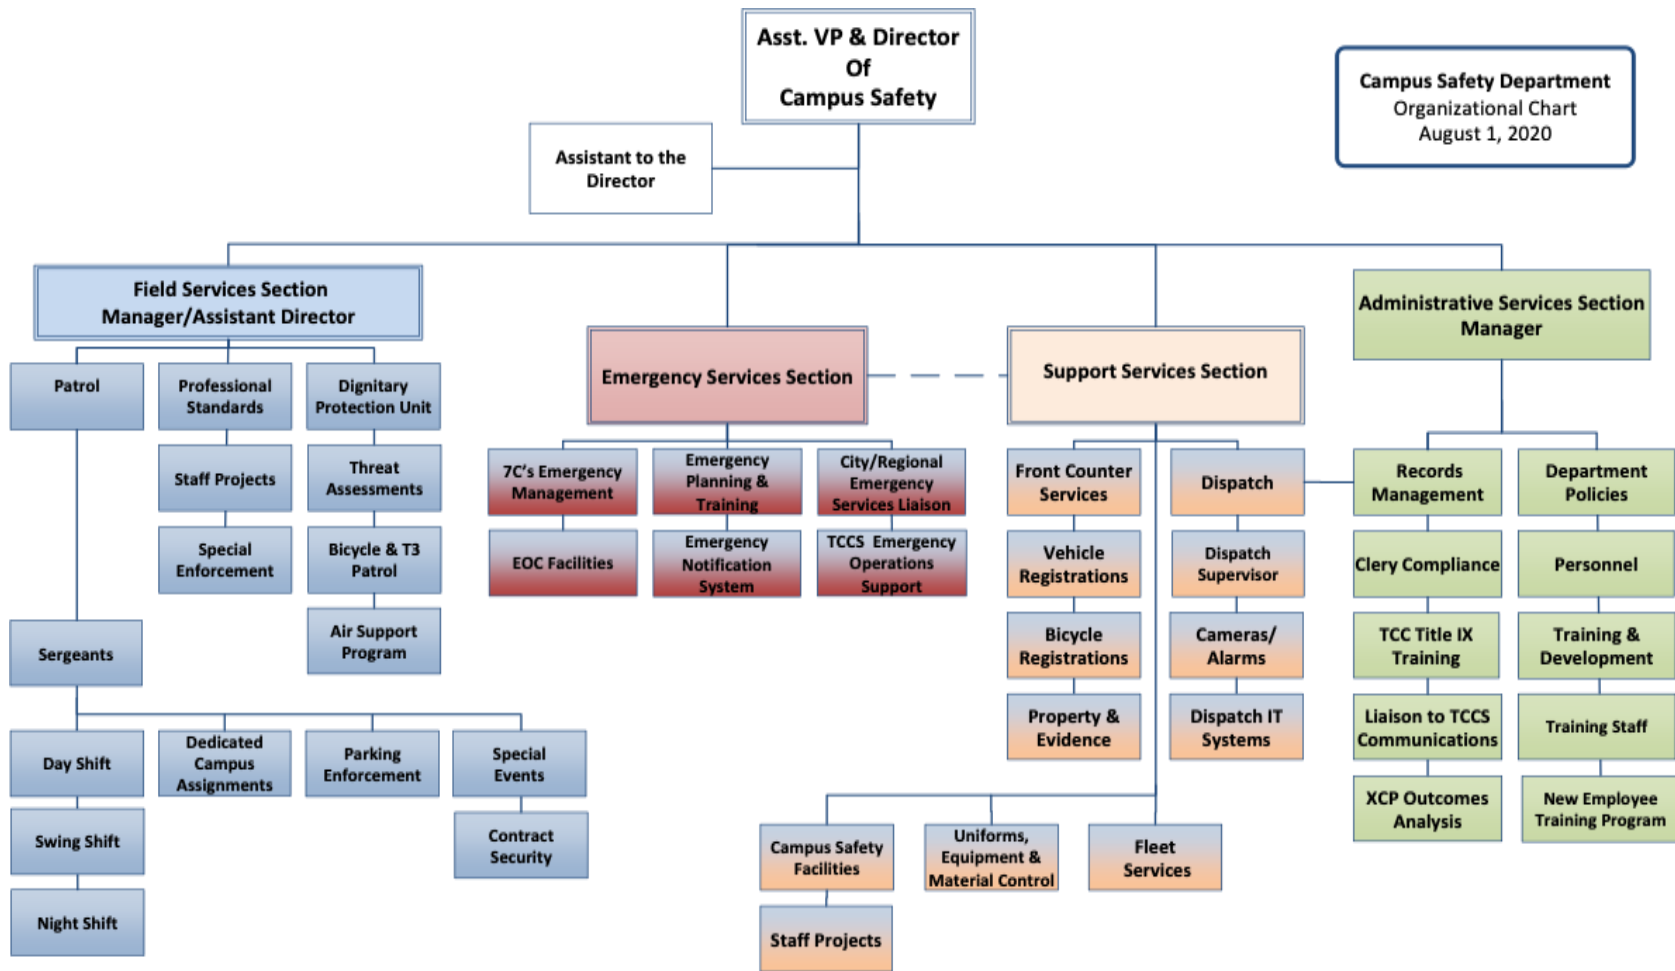 Asst. VP & Director
Of
Campus Safety
Campus Safety Department
Organizational Chart
August 1, 2020
Assistant to the
Director
Field Services Section
Manager/Assistant Director
Emergency Services Section
Support Services Section
Administrative Services Section
Manager
Patrol
Professional
Standards
Dignitary
Protection Unit
Staff Projects
Threat
Assessments
Special
Enforcement
Bicycle & T3
Patrol
Air Support
Program
Sergeants
Day Shift
Dedicated
Campus
Assignments
Parking
Enforcement
Special
Events
Swing Shift
Contract
Security
Night Shift
7C’s Emergency
Management
Emergency
Planning &
Training
City/Regional
Emergency
Services Liaison
EOC Facilities
Emergency
Notification
System
TCCS  Emergency
Operations
Support
Front Counter
Services
Dispatch
Vehicle
Registrations
Dispatch
Supervisor
Bicycle
Registrations
Cameras/
Alarms
Property &
Evidence
Dispatch IT
Systems
Campus Safety
Facilities
Uniforms,
Equipment &
Material Control
Fleet
Services
Staff Projects
Records
Management
Department
Policies
Clery Compliance
Personnel
TCC Title IX
Training
Training &
Development
Liaison to TCCS
Communications
Training Staff
XCP Outcomes
Analysis
New Employee
Training Program